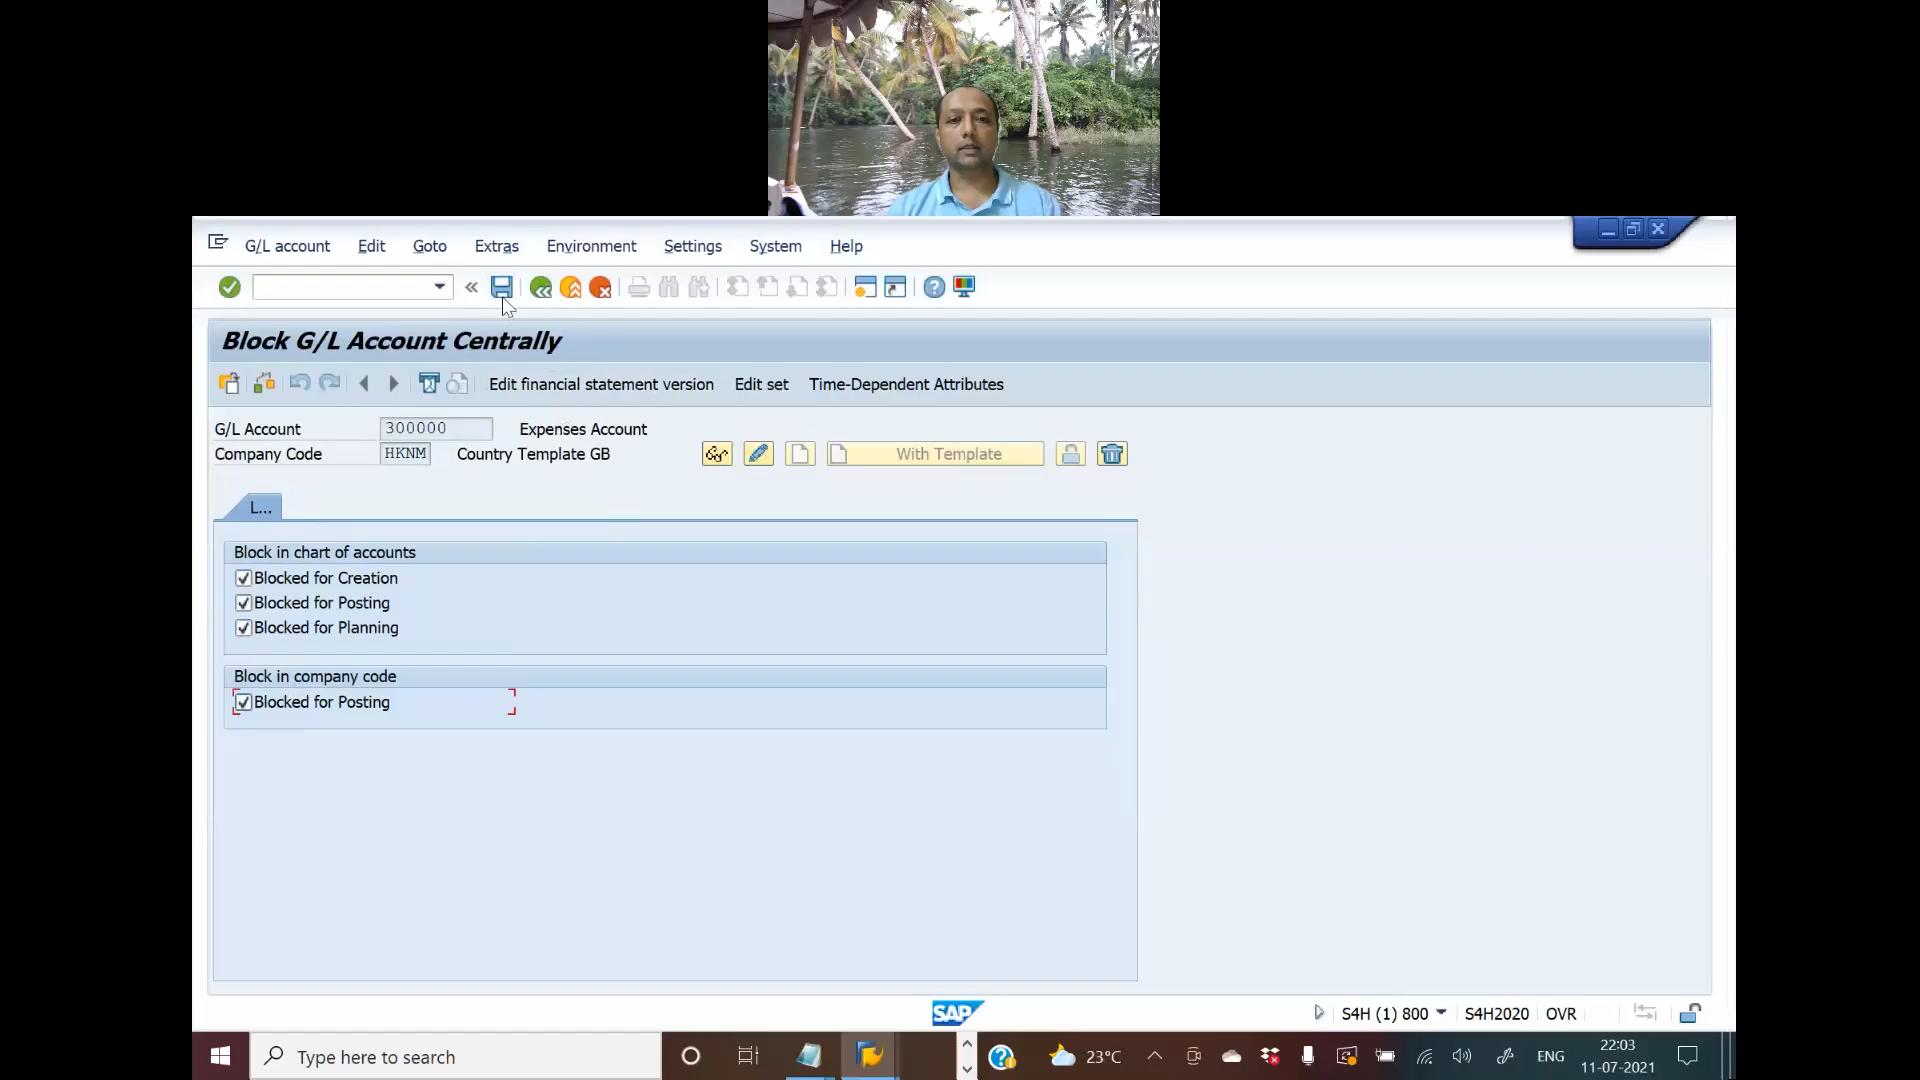 G/L account Edit Goto Extras Environment Settings System Help
Block G/L Account Centrally
Edit financial statement version Edit set Time-Dependent Attributes
G/L Account 300000 Expenses Account
Company Code HKNM Country Template GB With Template
L...
Block in chart of accounts
Blocked for Creation
Blocked for Posting
Blocked for Planning
Block in company code
Blocked for Posting
SAP S4H (1) 800 S4H2020 OVR
Type here to search 23°C ENG 22:03
11-07-2021